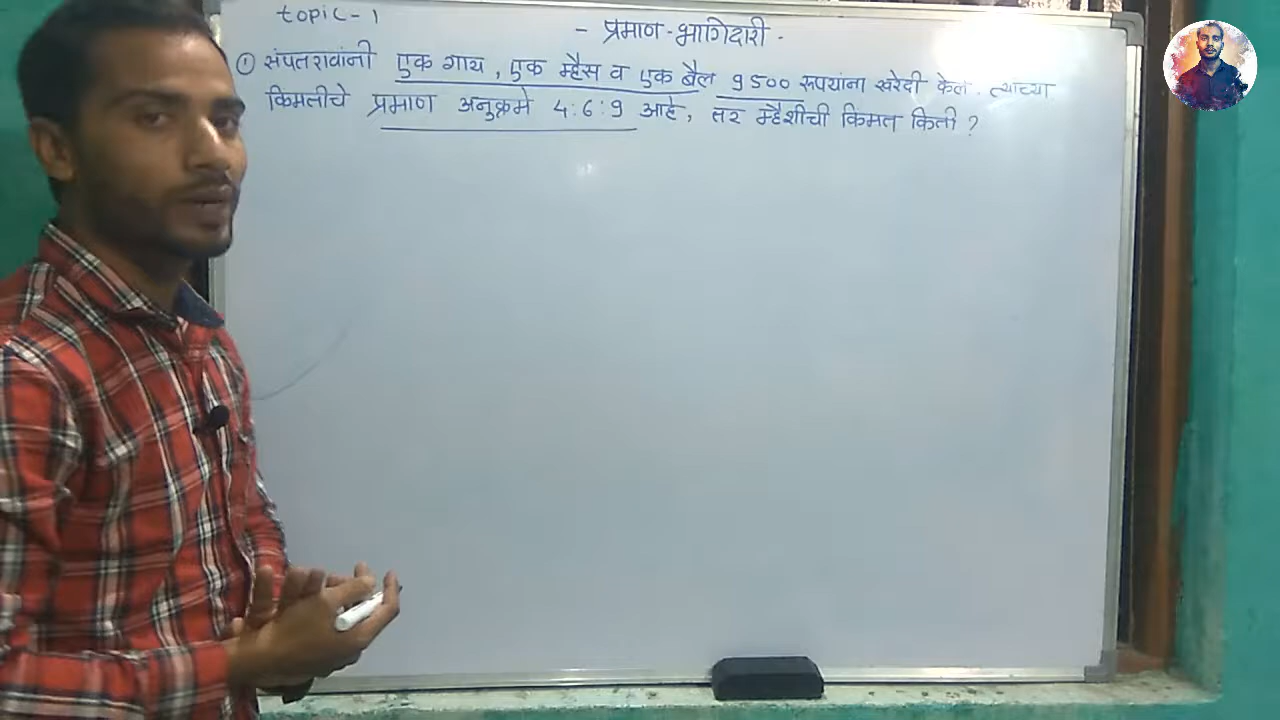 topic-1
- प्रमाण-भागिदारी -
① संपतरावांनी एक गाय, एक म्हैस व एक बैल 9500 रूपयांना खरेदी केले. त्यांच्या
किमतीचे प्रमाण अनुक्रमे 4:6:9 आहे, तर म्हैशीची किंमत किती ?